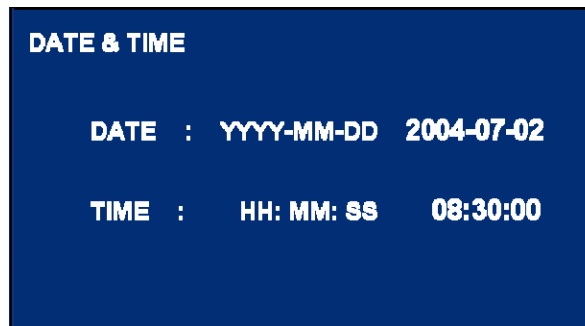 DATE & TIME
DATE : YYYY-MM-DD 2004-07-02
TIME : HH: MM: SS 08:30:00